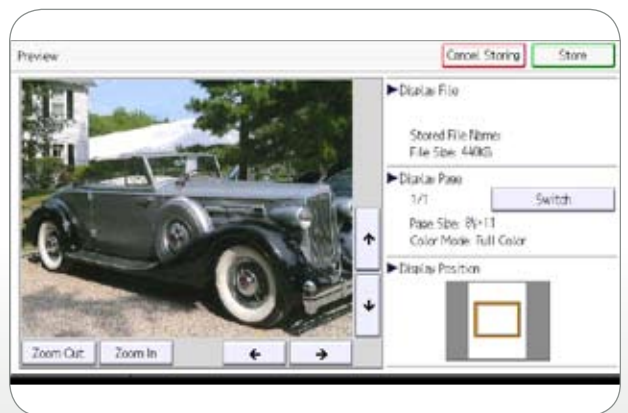 Preview
Cancel Storing
Store
Display File
Stored File Name:
File Size: 440KB
Display Page
1/1
Switch
Page Size: 8½×11
Color Mode: Full Color
Display Position
Zoom Out
Zoom In